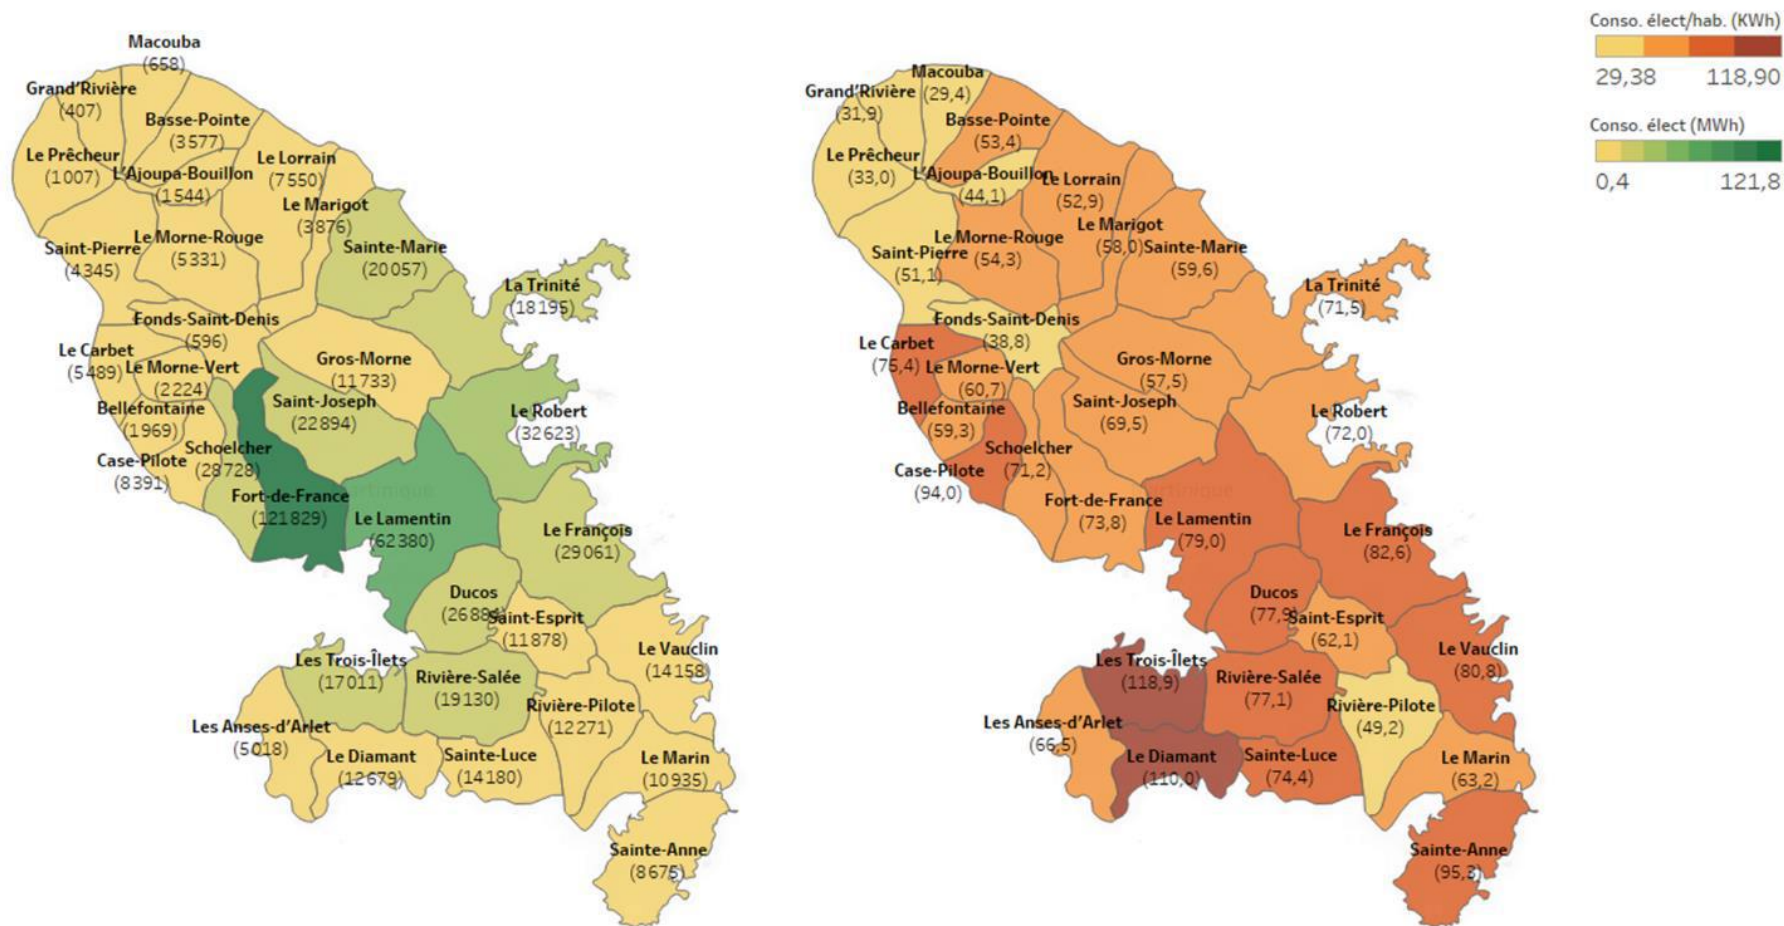 Macouba
(658)
Grand'Rivière
(407)
Basse-Pointe
(3577)
Le Prêcheur
(1007)
L'Ajoupa-Bouillon
(1544)
Le Lorrain
(7550)
Le Marigot
(3876)
Saint-Pierre
(4345)
Le Morne-Rouge
(5331)
Sainte-Marie
(20057)
La Trinité
(18195)
Fonds-Saint-Denis
(596)
Le Carbet
(5489)
Le Morne-Vert
(2224)
Gros-Morne
(11733)
Bellefontaine
(1969)
Saint-Joseph
(22894)
Le Robert
(32623)
Case-Pilote
(8391)
Schoelcher
(28728)
Fort-de-France
(121829)
Le Lamentin
(62380)
Le François
(29061)
Ducos
Saint-Esprit
(11878)
Les Trois-Îlets
(17011)
Rivière-Salée
(19130)
Le Vauclin
(14158)
Les Anses-d'Arlet
(5018)
Rivière-Pilote
(12271)
Le Diamant
(12679)
Sainte-Luce
(14180)
Le Marin
(10935)
Sainte-Anne
(8675)
Macouba
(29,4)
Grand'Rivière
(31,9)
Basse-Pointe
(53,4)
Le Prêcheur
(33,0)
L'Ajoupa-Bouillon
(44,1)
Le Lorrain
(52,9)
Le Marigot
(58,0)
Saint-Pierre
(51,1)
Le Morne-Rouge
(54,3)
Sainte-Marie
(59,6)
La Trinité
(71,5)
Fonds-Saint-Denis
(38,8)
Le Carbet
(75,4)
Le Morne-Vert
(60,7)
Gros-Morne
(57,5)
Bellefontaine
(59,3)
Saint-Joseph
(69,5)
Le Robert
(72,0)
Case-Pilote
(94,0)
Schoelcher
(71,2)
Fort-de-France
(73,8)
Le Lamentin
(79,0)
Le François
(82,6)
Ducos
(77,9)
Saint-Esprit
(62,1)
Les Trois-Îlets
(118,9)
Rivière-Salée
(77,1)
Le Vauclin
(80,8)
Les Anses-d'Arlet
(66,5)
Rivière-Pilote
(49,2)
Le Diamant
(110,0)
Sainte-Luce
(74,4)
Le Marin
(63,2)
Sainte-Anne
(95,3)
Conso. élect/hab. (KWh)
29,38 118,90
Conso. élect (MWh)
0,4 121,8